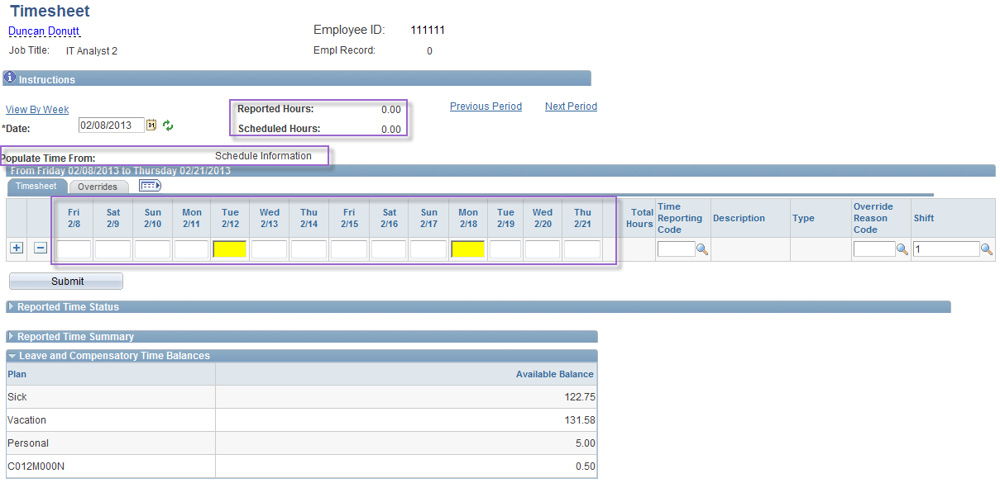 Timesheet
Duncan Donutt
Employee ID: 111111
Job Title: IT Analyst 2
Empl Record: 0
Instructions
View By Week
Reported Hours: 0.00
Previous Period Next Period
*Date: 02/08/2013 31
Scheduled Hours: 0.00
Populate Time From: Schedule Information
From Friday 02/08/2013 to Thursday 02/21/2013
Timesheet Overrides
Fri Sat Sun Mon Tue Wed Thu Fri Sat Sun Mon Tue Wed Thu
2/8 2/9 2/10 2/11 2/12 2/13 2/14 2/15 2/16 2/17 2/18 2/19 2/20 2/21
Total
Hours
Time
Reporting
Code
Description
Type
Override
Reason
Code
Shift
1
Submit
Reported Time Status
Reported Time Summary
Leave and Compensatory Time Balances
Plan Available Balance
Sick 122.75
Vacation 131.58
Personal 5.00
C012M000N 0.50